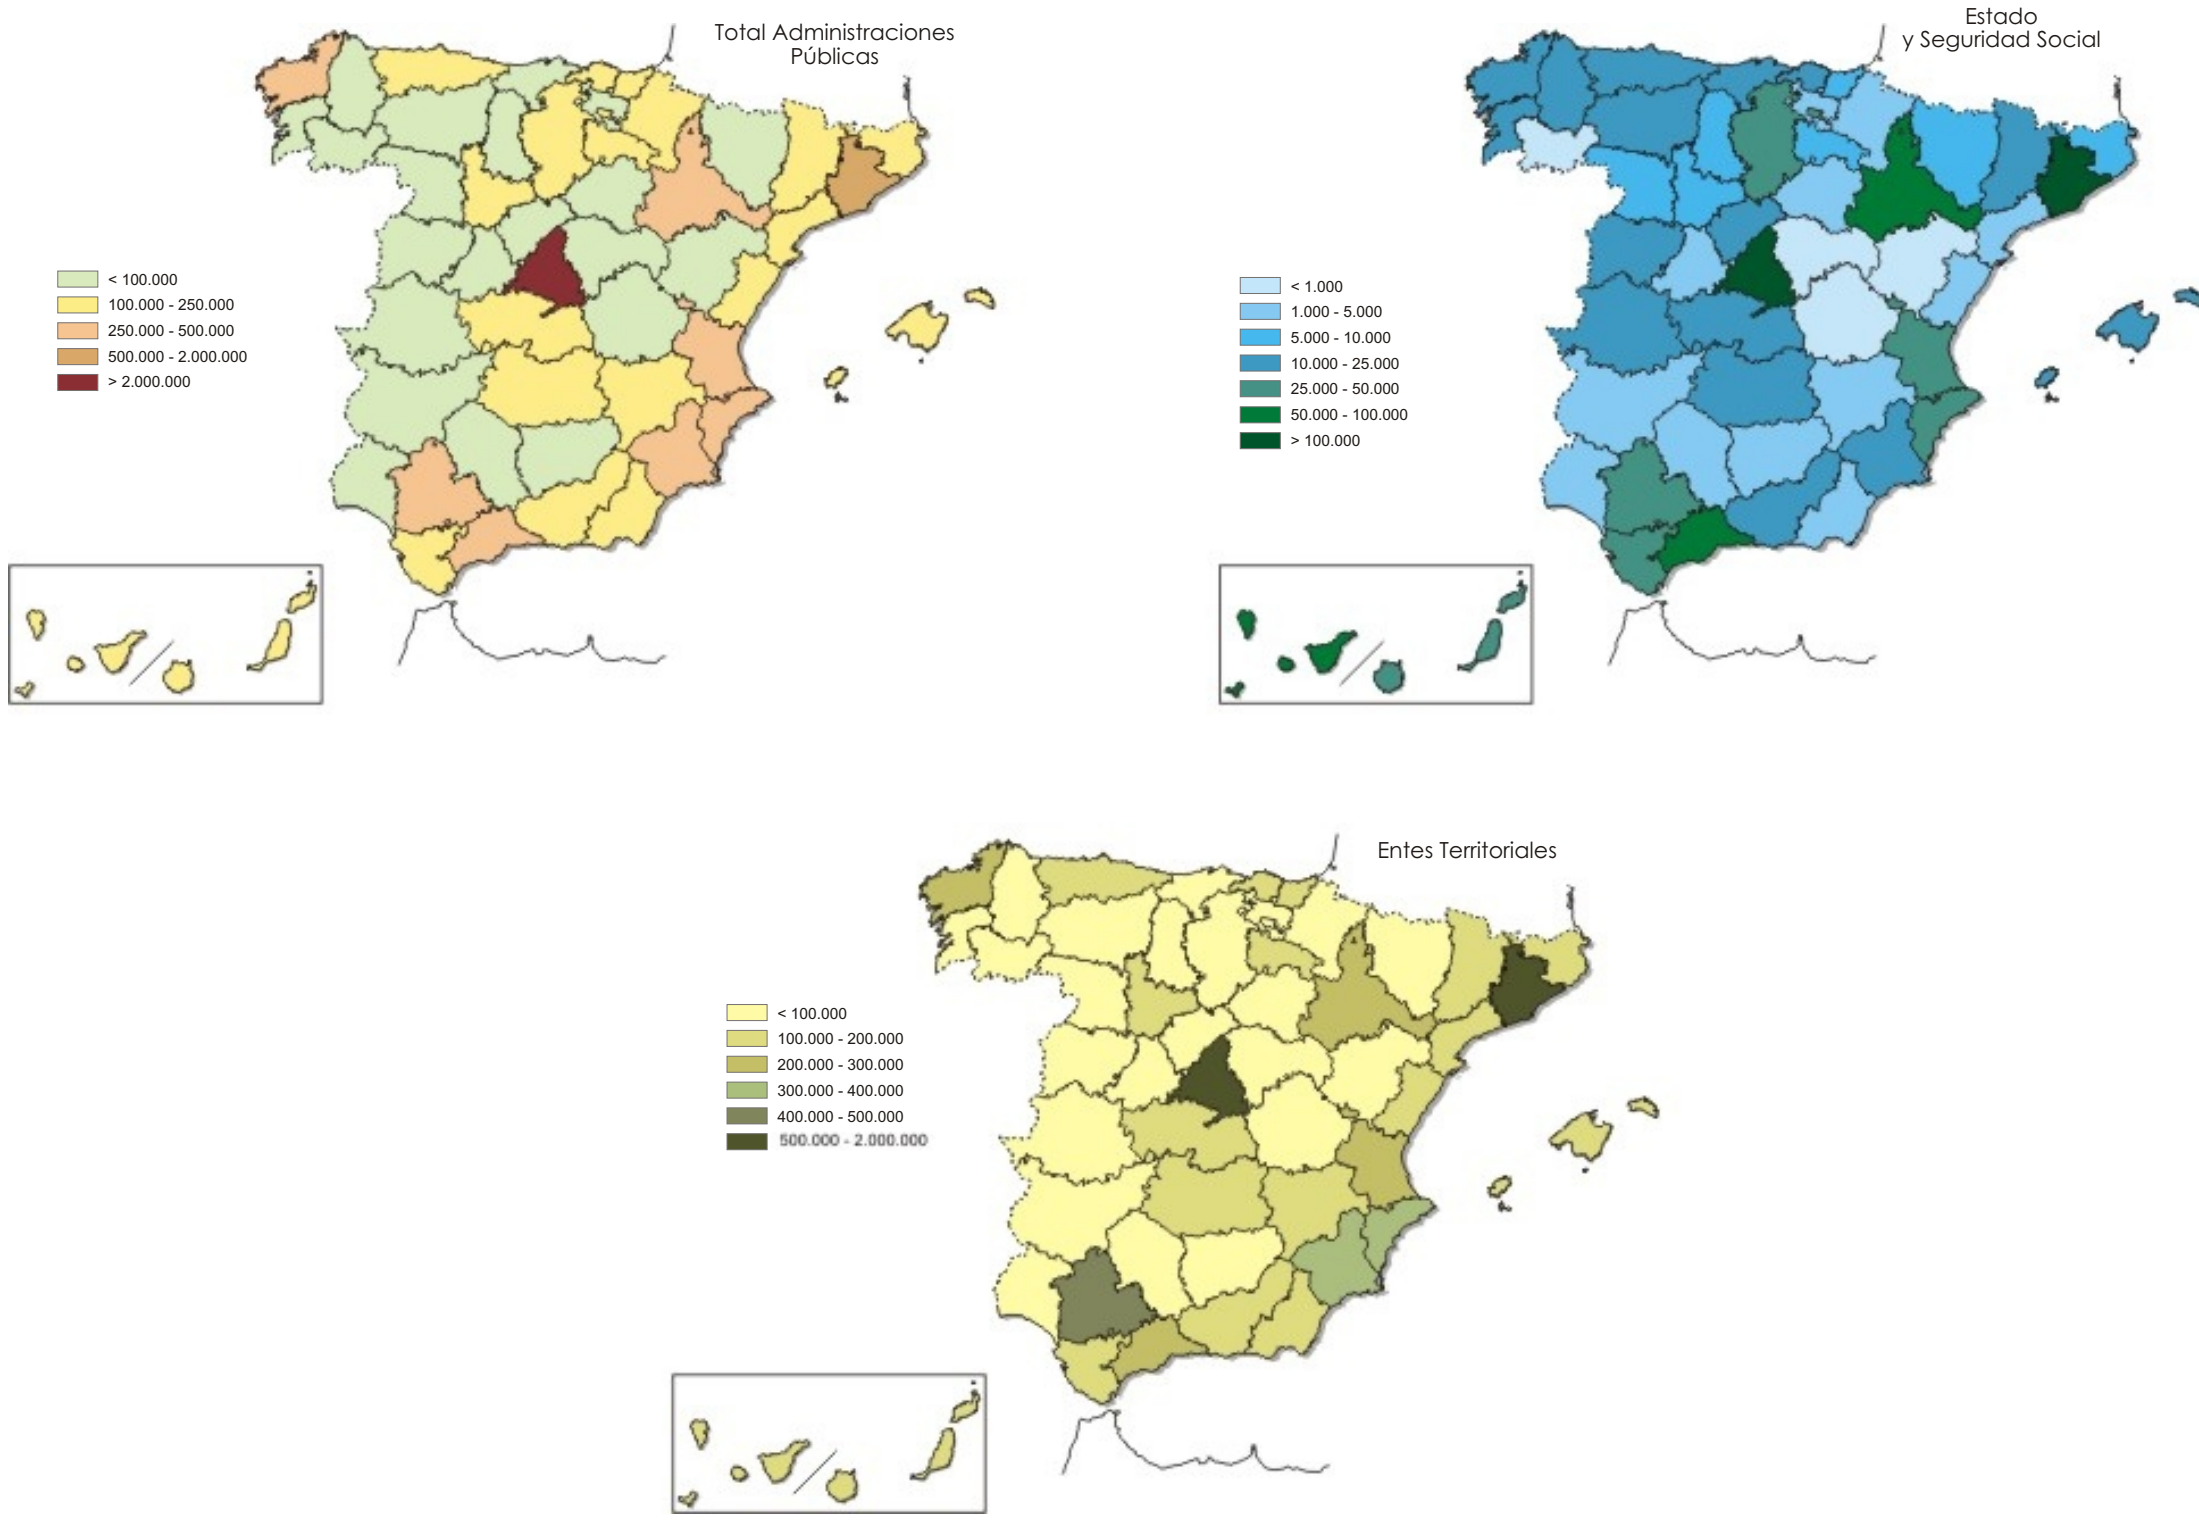 Total Administraciones
Públicas
< 100.000
100.000 - 250.000
250.000 - 500.000
500.000 - 2.000.000
> 2.000.000
Estado
y Seguridad Social
< 1.000
1.000 - 5.000
5.000 - 10.000
10.000 - 25.000
25.000 - 50.000
50.000 - 100.000
> 100.000
Entes Territoriales
< 100.000
100.000 - 200.000
200.000 - 300.000
300.000 - 400.000
400.000 - 500.000
500.000 - 2.000.000